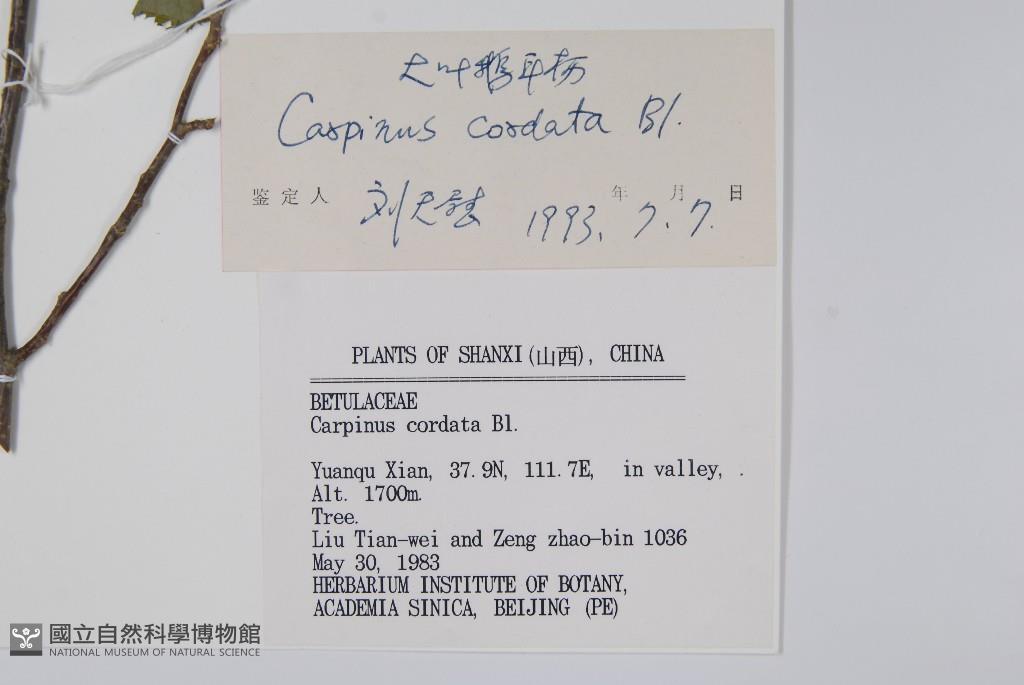 大叶鹅耳枥
Carpinus cordata Bl.
鉴定人 刘天慰 1993. 年 7. 月 7. 日
PLANTS OF SHANXI(山西), CHINA
BETULACEAE
Carpinus cordata Bl.
Yuanqu Xian, 37.9N, 111.7E, in valley, .
Alt. 1700m.
Tree.
Liu Tian-wei and Zeng zhao-bin 1036
May 30, 1983
HERBARIUM INSTITUTE OF BOTANY,
ACADEMIA SINICA, BEIJING (PE)
國立自然科學博物館
NATIONAL MUSEUM OF NATURAL SCIENCE